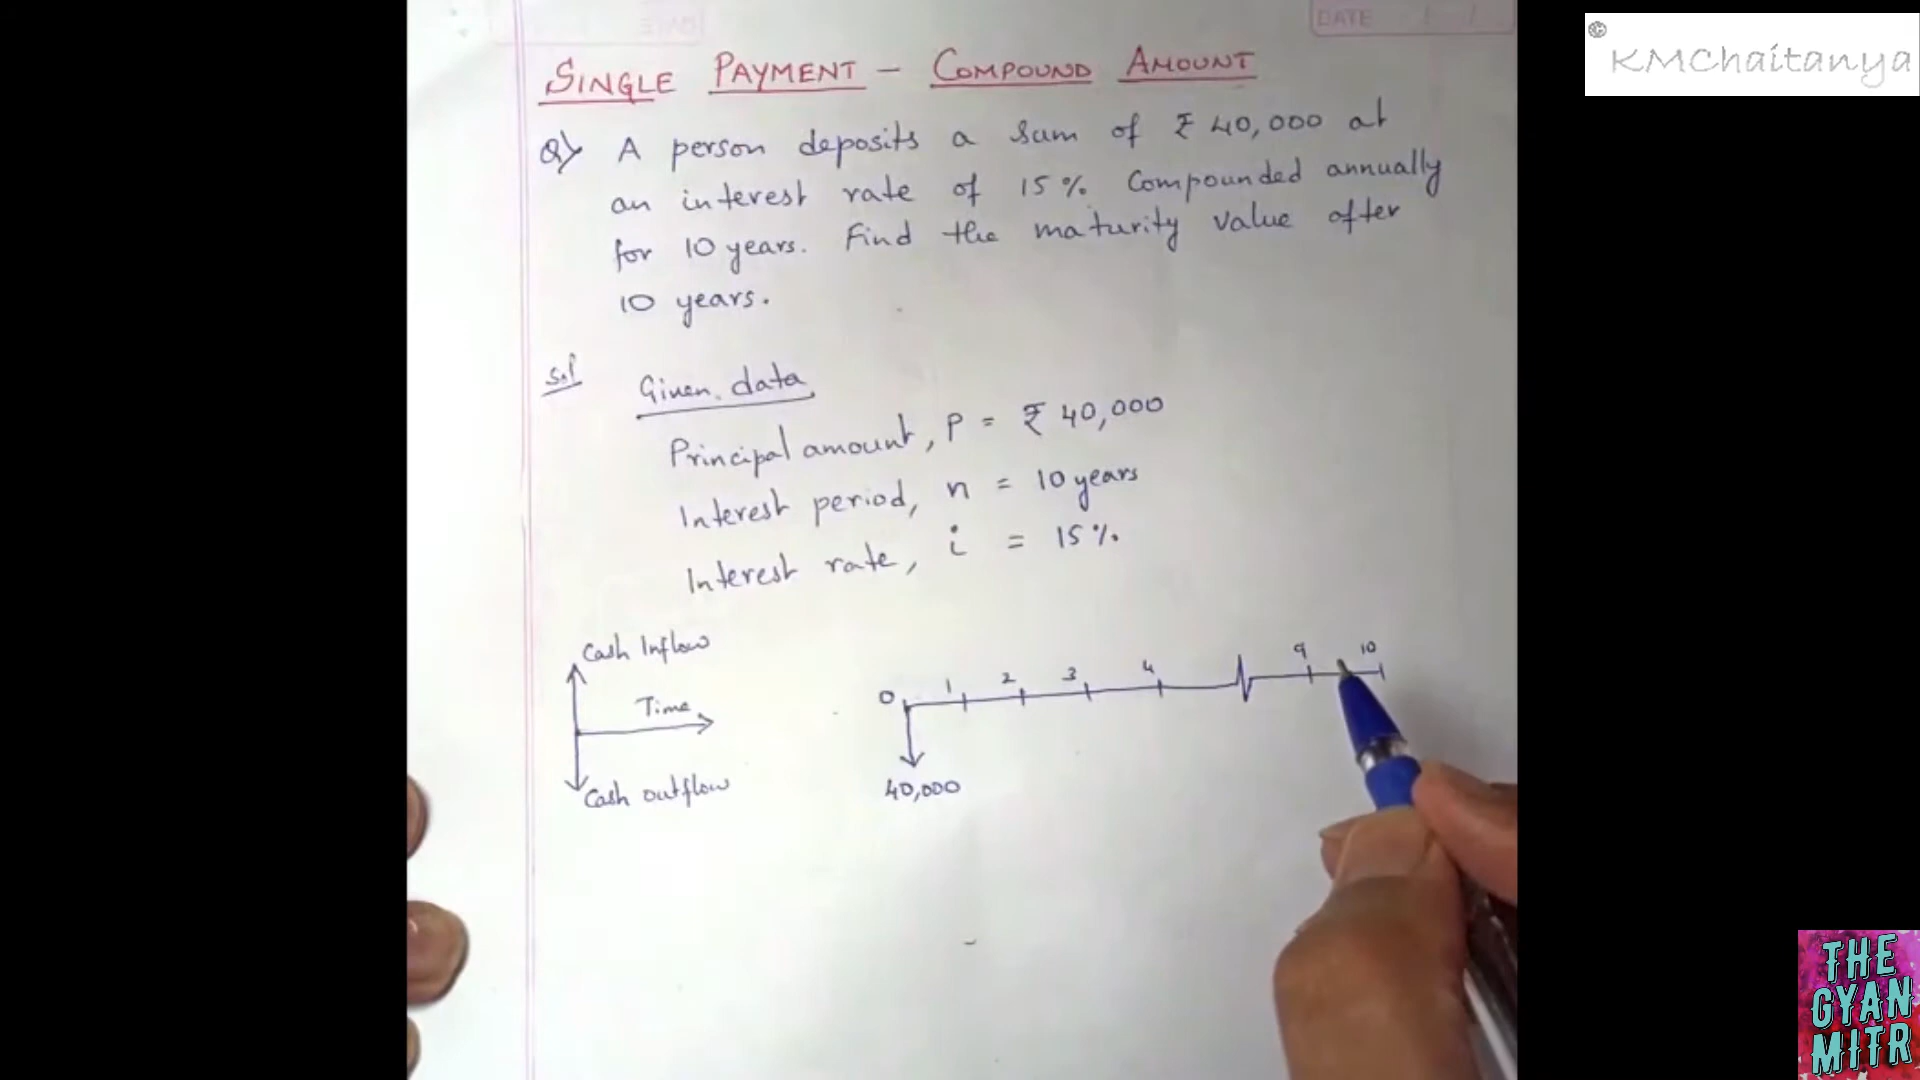 DATE
SINGLE PAYMENT - COMPOUND AMOUNT
Q> A person deposits a sum of ₹ 40,000 at
an interest rate of 15% Compounded annually
for 10 years. Find the maturity value after
10 years.
Sol
Given data
Principal amount, P = ₹ 40,000
Interest period, n = 10 years
Interest rate, i = 15%
Cash Inflow
Time
Cash outflow
0 1 2 3 4 9 10
40,000
© KMChaitanya
THE
GYAN
MITR